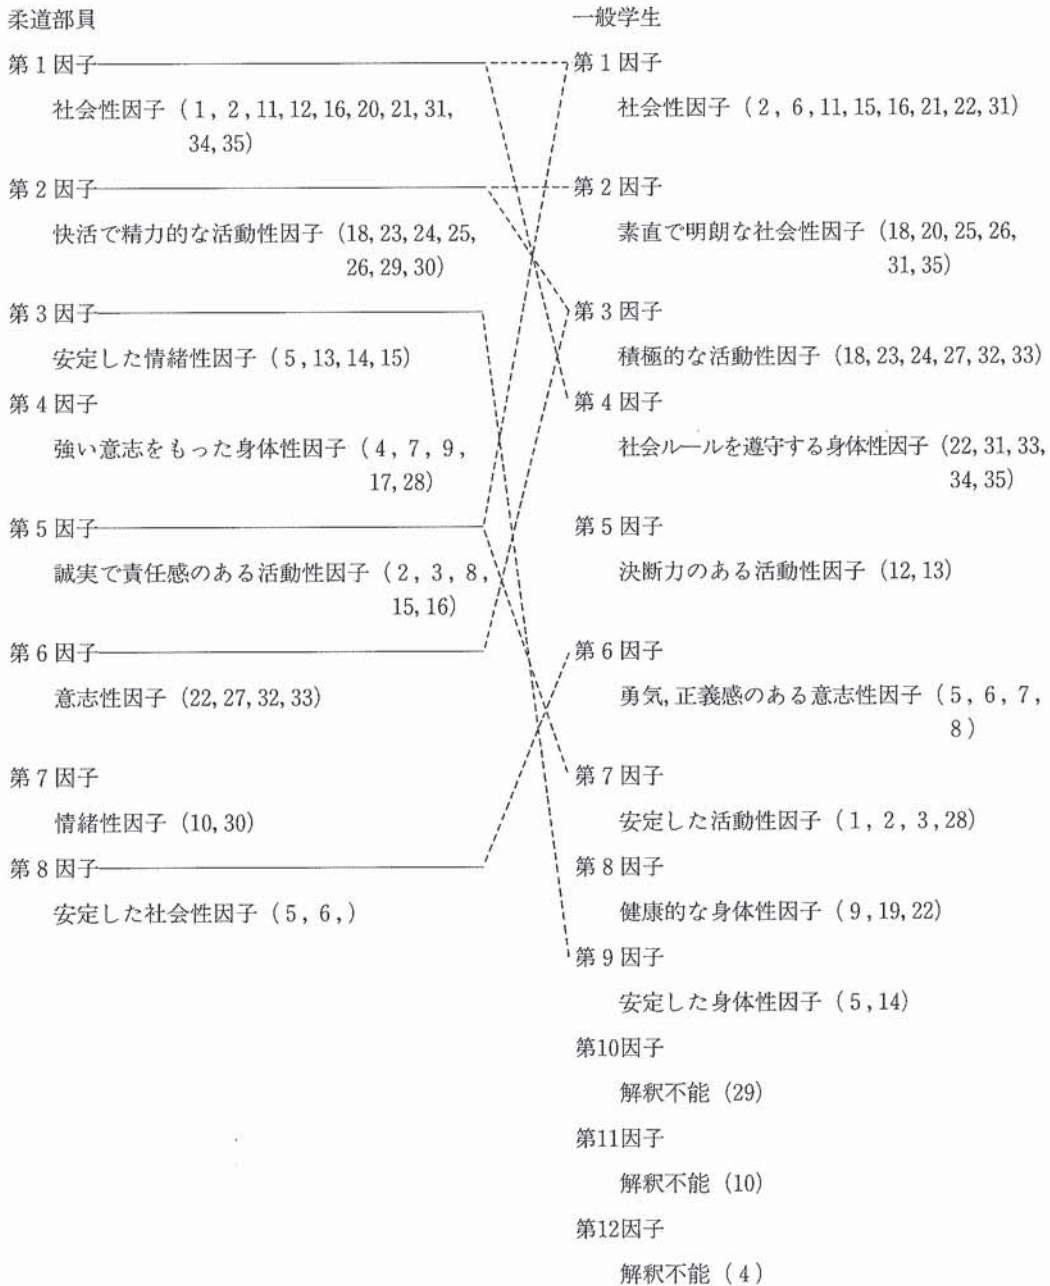 柔道部員
第1因子
社会性因子 (1, 2, 11, 12, 16, 20, 21, 31,
34, 35)
第2因子
快活で精力的な活動性因子 (18, 23, 24, 25,
26, 29, 30)
第3因子
安定した情緒性因子 (5, 13, 14, 15)
第4因子
強い意志をもった身体性因子 (4, 7, 9,
17, 28)
第5因子
誠実で責任感のある活動性因子 (2, 3, 8,
15, 16)
第6因子
意志性因子 (22, 27, 32, 33)
第7因子
情緒性因子 (10, 30)
第8因子
安定した社会性因子 (5, 6, )
一般学生
第1因子
社会性因子 (2, 6, 11, 15, 16, 21, 22, 31)
第2因子
素直で明朗な社会性因子 (18, 20, 25, 26,
31, 35)
第3因子
積極的な活動性因子 (18, 23, 24, 27, 32, 33)
第4因子
社会ルールを遵守する身体性因子 (22, 31, 33,
34, 35)
第5因子
決断力のある活動性因子 (12, 13)
第6因子
勇気, 正義感のある意志性因子 (5, 6, 7,
8)
第7因子
安定した活動性因子 (1, 2, 3, 28)
第8因子
健康的な身体性因子 (9, 19, 22)
第9因子
安定した身体性因子 (5, 14)
第10因子
解釈不能 (29)
第11因子
解釈不能 (10)
第12因子
解釈不能 (4)